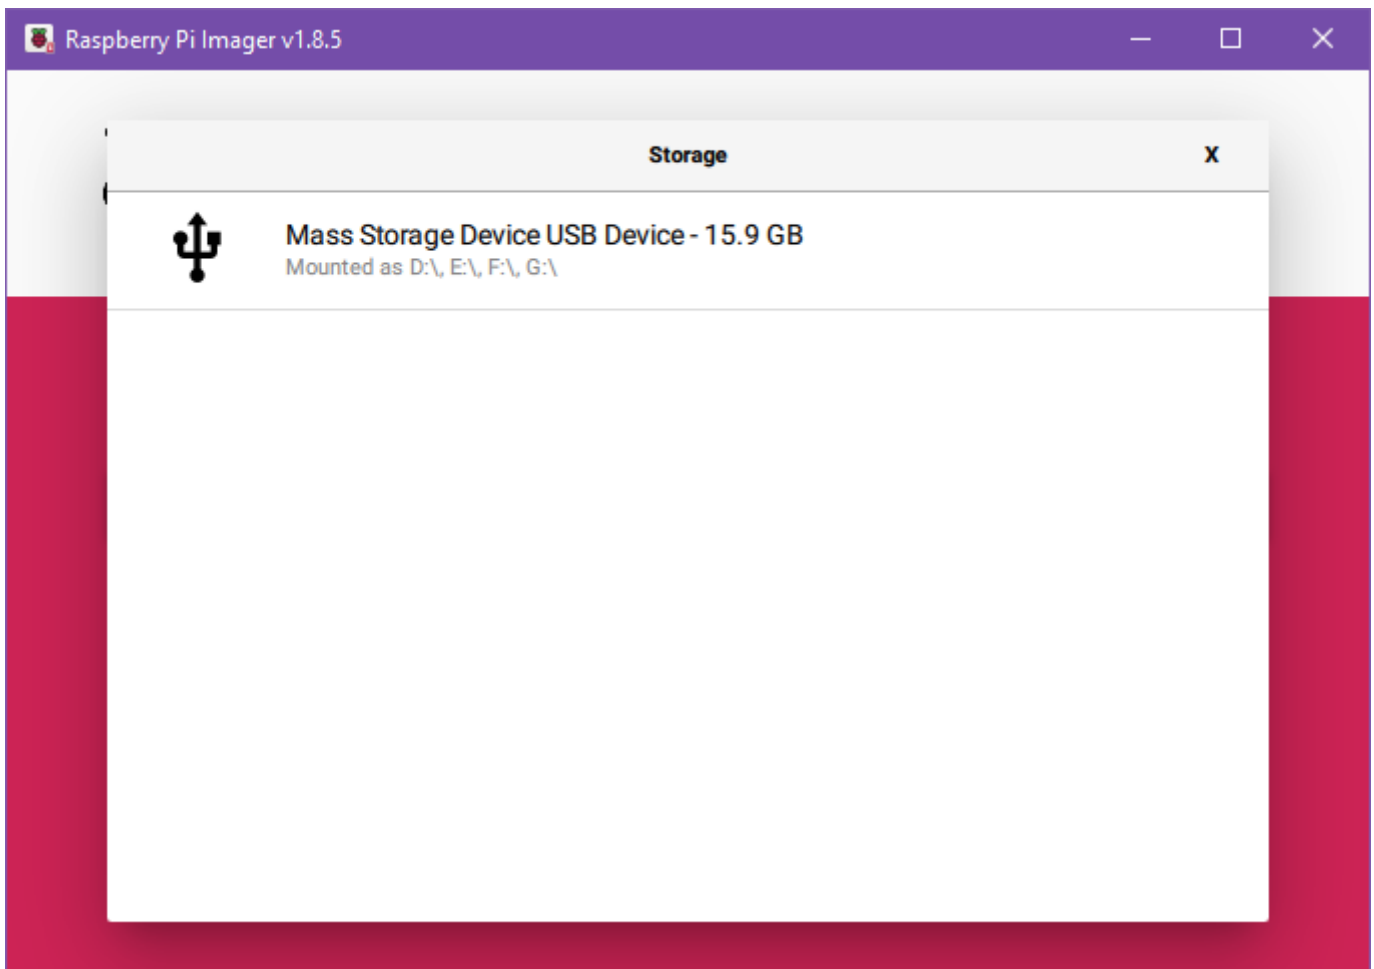 Raspberry Pi Imager v1.8.5
Storage
X
Mass Storage Device USB Device - 15.9 GB
Mounted as D:\, E:\, F:\, G:\